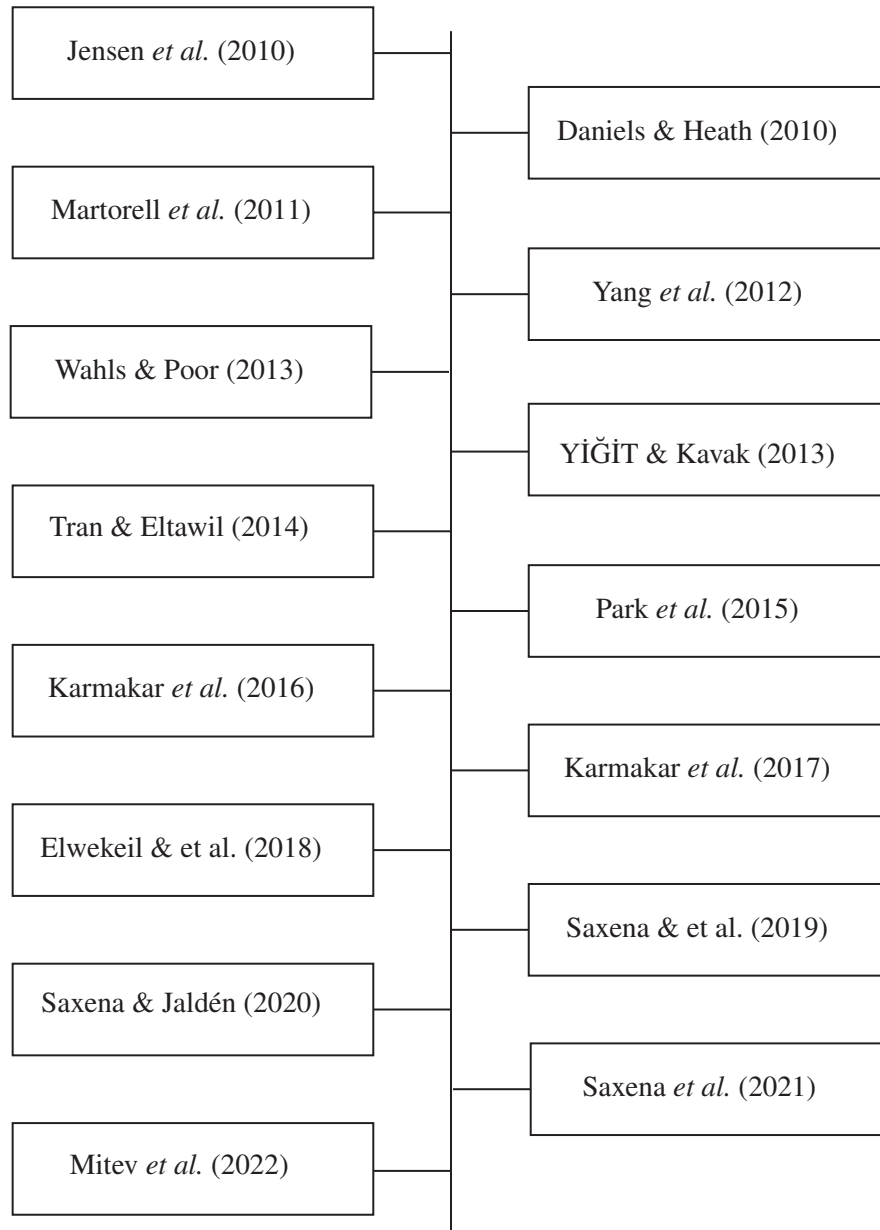 Jensen et al. (2010)
Daniels & Heath (2010)
Martorell et al. (2011)
Yang et al. (2012)
Wahls & Poor (2013)
YİĞİT & Kavak (2013)
Tran & Eltawil (2014)
Park et al. (2015)
Karmakar et al. (2016)
Karmakar et al. (2017)
Elwekeil & et al. (2018)
Saxena & et al. (2019)
Saxena & Jaldén (2020)
Saxena et al. (2021)
Mitev et al. (2022)